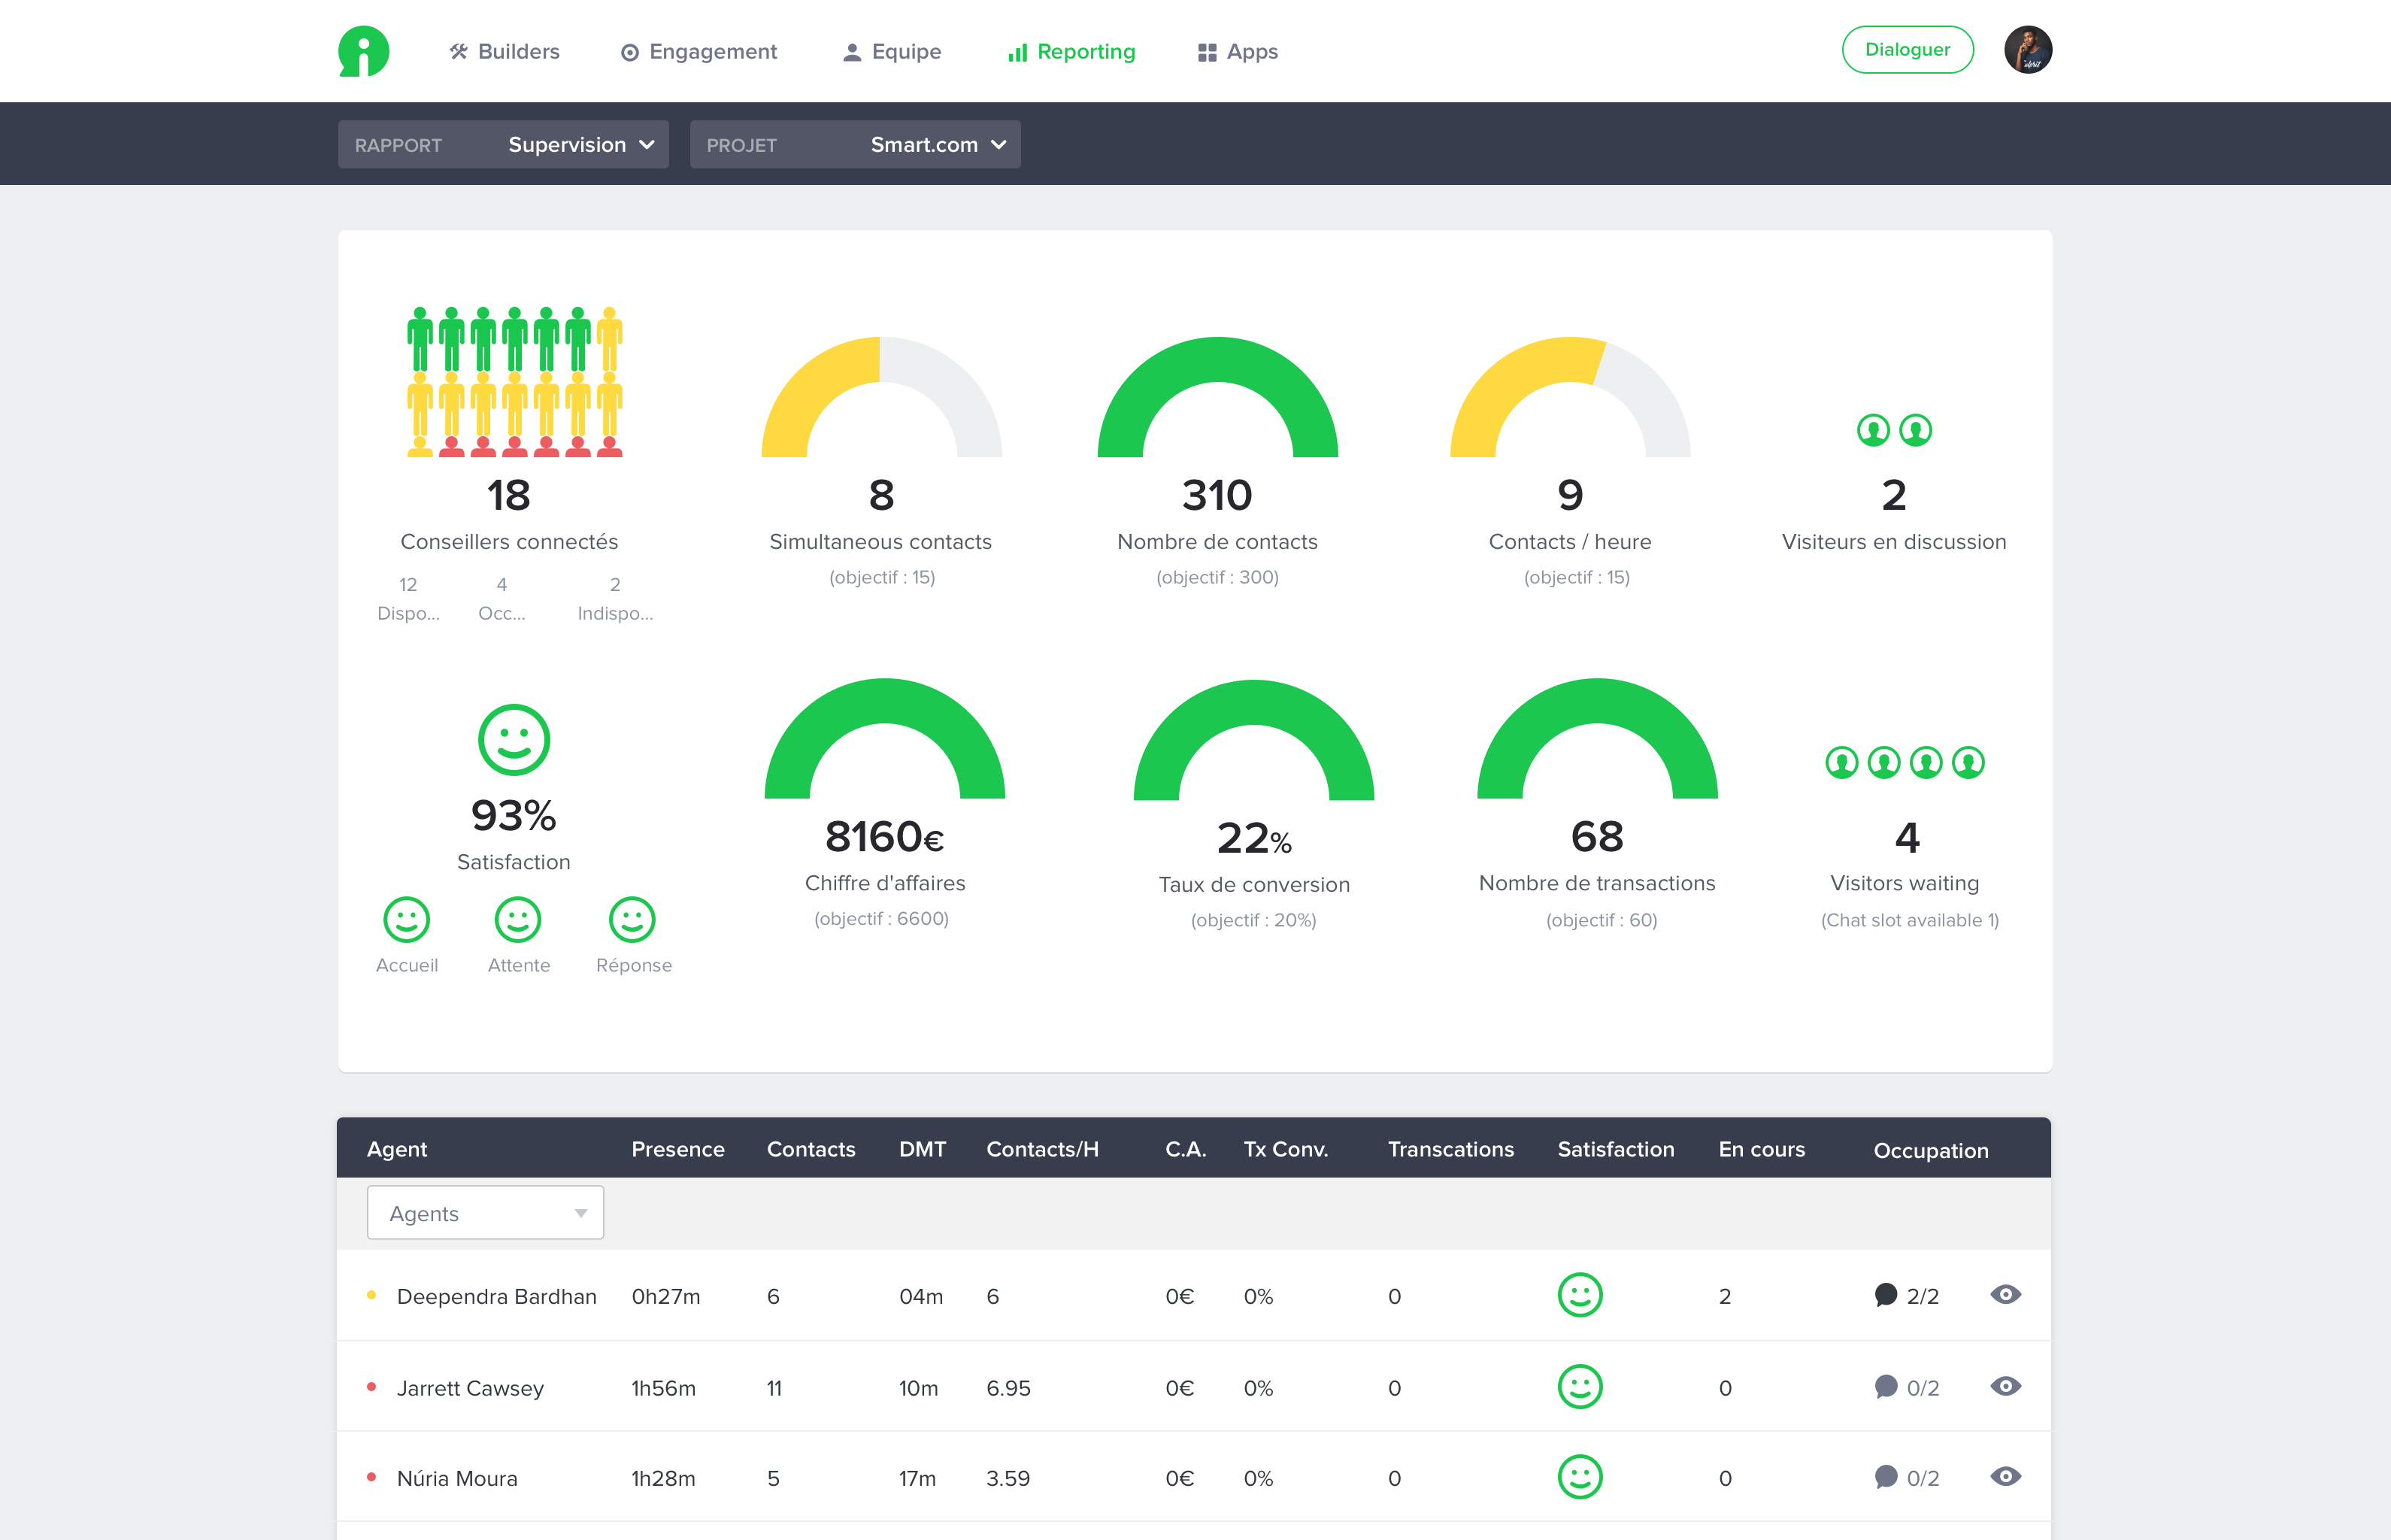 Builders Engagement Equipe Reporting Apps Dialoguer
RAPPORT Supervision PROJET Smart.com
18
Conseillers connectés
12 4 2
Dispo... Occ... Indispo...
8
Simultaneous contacts
(objectif : 15)
310
Nombre de contacts
(objectif : 300)
9
Contacts / heure
(objectif : 15)
2
Visiteurs en discussion
93%
Satisfaction
Accueil Attente Réponse
8160€
Chiffre d'affaires
(objectif : 6600)
22%
Taux de conversion
(objectif : 20%)
68
Nombre de transactions
(objectif : 60)
4
Visitors waiting
(Chat slot available 1)
Agent Presence Contacts DMT Contacts/H C.A. Tx Conv. Transcations Satisfaction En cours Occupation
Agents
Deependra Bardhan 0h27m 6 04m 6 0€ 0% 0 2 2/2
Jarrett Cawsey 1h56m 11 10m 6.95 0€ 0% 0 0 0/2
Núria Moura 1h28m 5 17m 3.59 0€ 0% 0 0 0/2